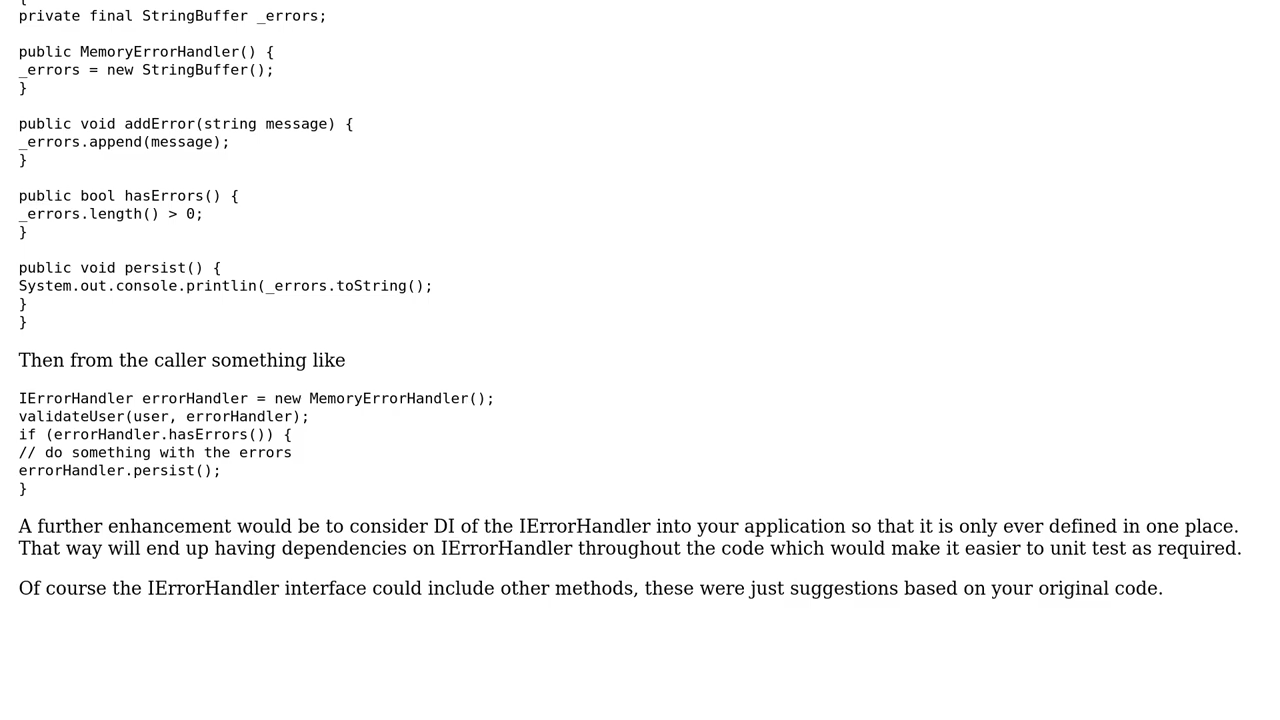 {
private final StringBuffer _errors;
public MemoryErrorHandler() {
_errors = new StringBuffer();
}
public void addError(string message) {
_errors.append(message);
}
public bool hasErrors() {
_errors.length() > 0;
}
public void persist() {
System.out.console.printlin(_errors.toString();
}
}
Then from the caller something like
IErrorHandler errorHandler = new MemoryErrorHandler();
validateUser(user, errorHandler);
if (errorHandler.hasErrors()) {
// do something with the errors
errorHandler.persist();
}
A further enhancement would be to consider DI of the IErrorHandler into your application so that it is only ever defined in one place.
That way will end up having dependencies on IErrorHandler throughout the code which would make it easier to unit test as required.
Of course the IErrorHandler interface could include other methods, these were just suggestions based on your original code.